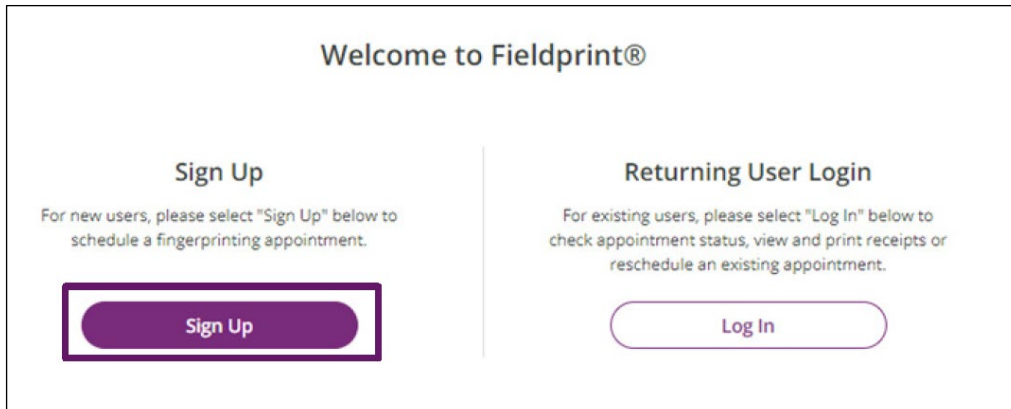 Welcome to Fieldprint®
Sign Up
For new users, please select "Sign Up" below to
schedule a fingerprinting appointment.
Sign Up
Returning User Login
For existing users, please select "Log In" below to
check appointment status, view and print receipts or
reschedule an existing appointment.
Log In